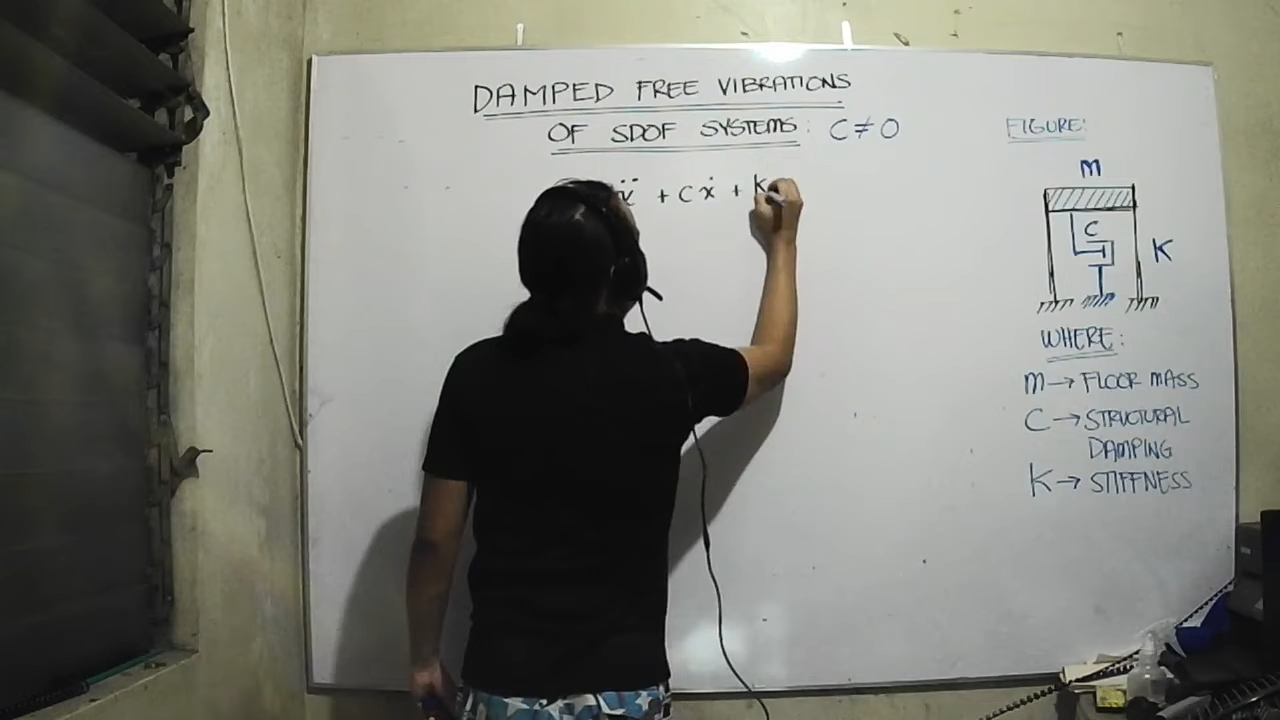 DAMPED FREE VIBRATIONS
OF SDOF SYSTEMS: C≠0
ẍ + cẋ + k
FIGURE:
m
C
K
WHERE:
m → FLOOR MASS
C → STRUCTURAL
DAMPING
K → STIFFNESS